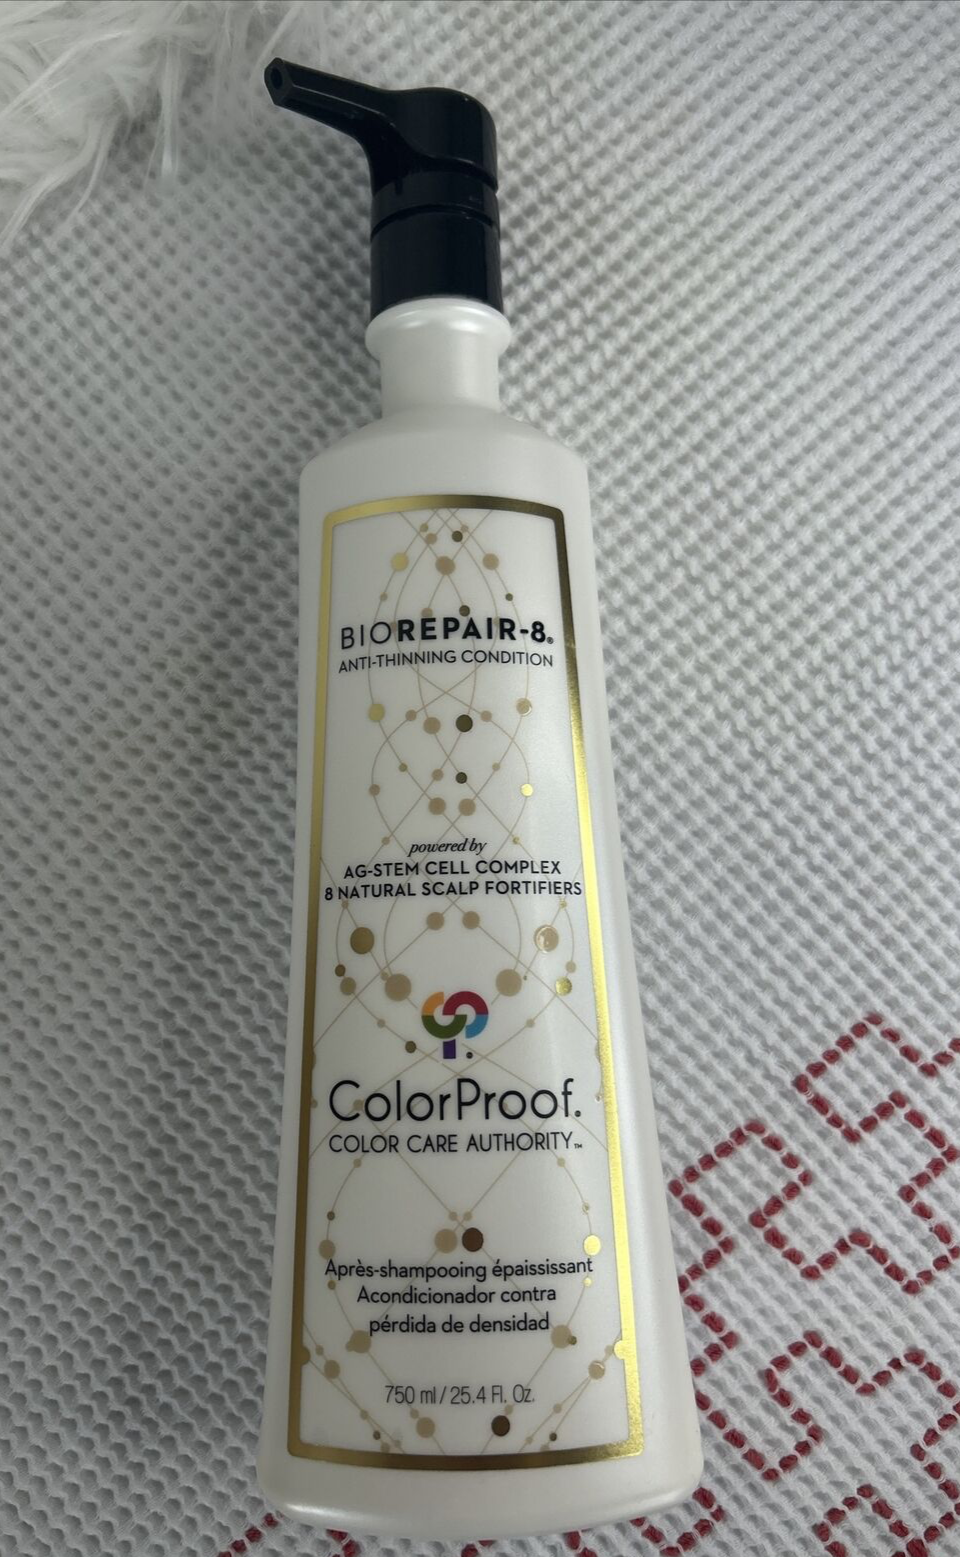 BIOREPAIR-8®
ANTI-THINNING CONDITION
powered by
AG-STEM CELL COMPLEX
8 NATURAL SCALP FORTIFIERS
ColorProof.
COLOR CARE AUTHORITY™
Après-shampooing épaississant
Acondicionador contra
pérdida de densidad
750 ml / 25.4 Fl. Oz.